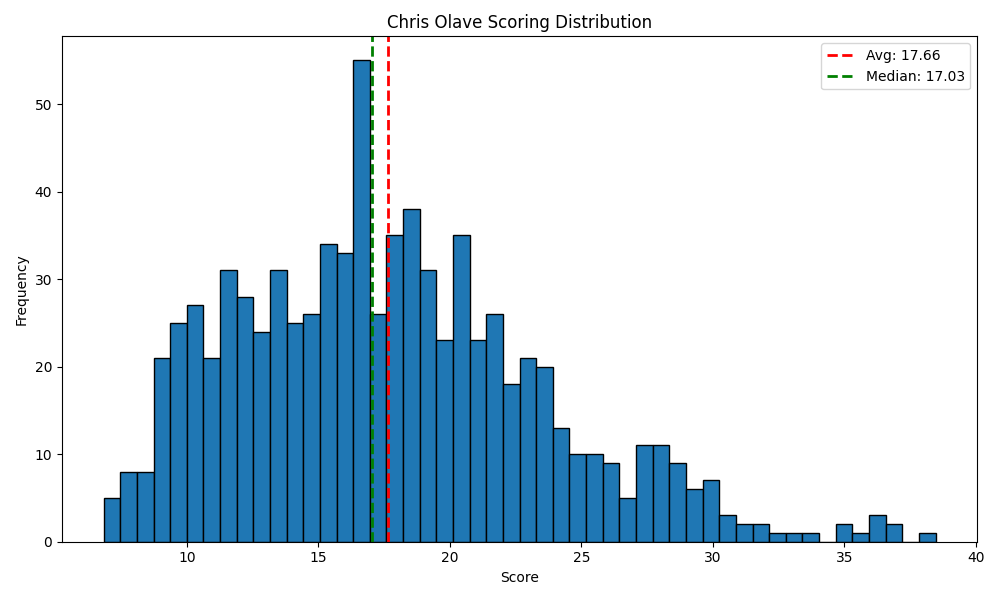 Chris Olave Scoring Distribution
Avg: 17.66
Median: 17.03
Frequency
50
40
30
20
10
0
10 15 20 25 30 35 40
Score